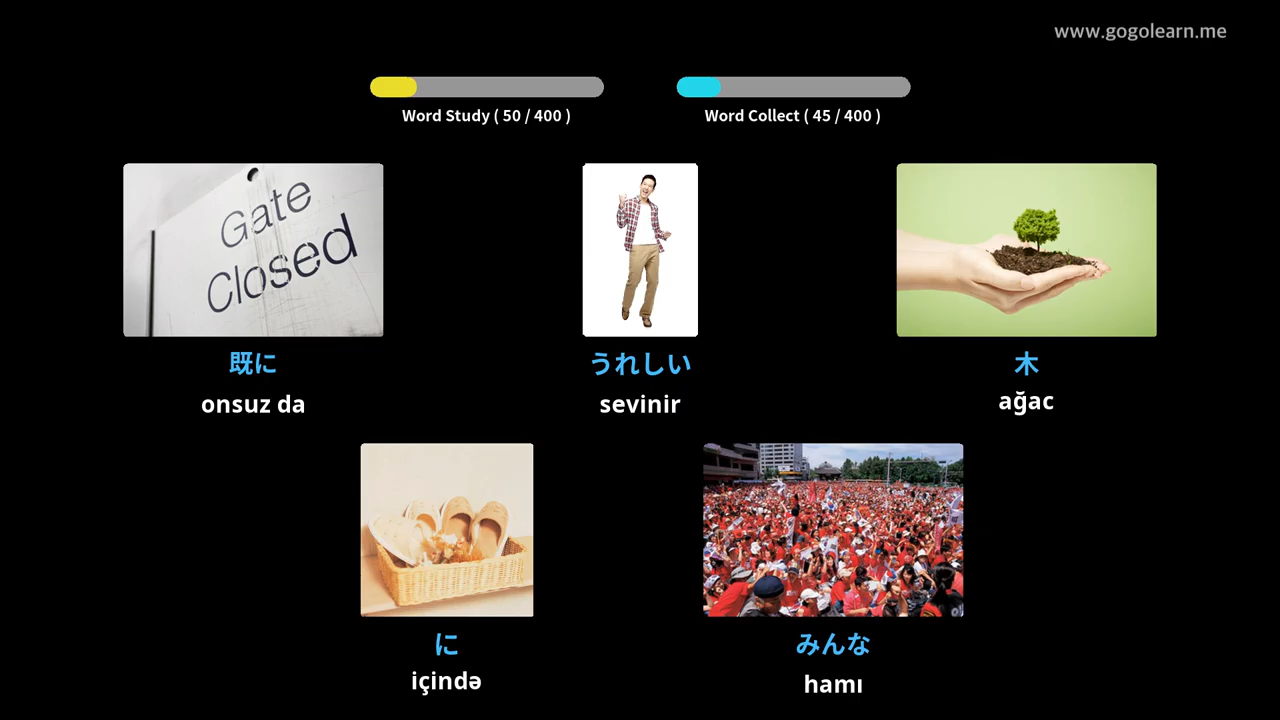 www.gogolearn.me
Word Study ( 50 / 400 )
Word Collect ( 45 / 400 )
Gate
Closed
既に
onsuz da
うれしい
sevinir
木
ağac
に
içində
みんな
hamı